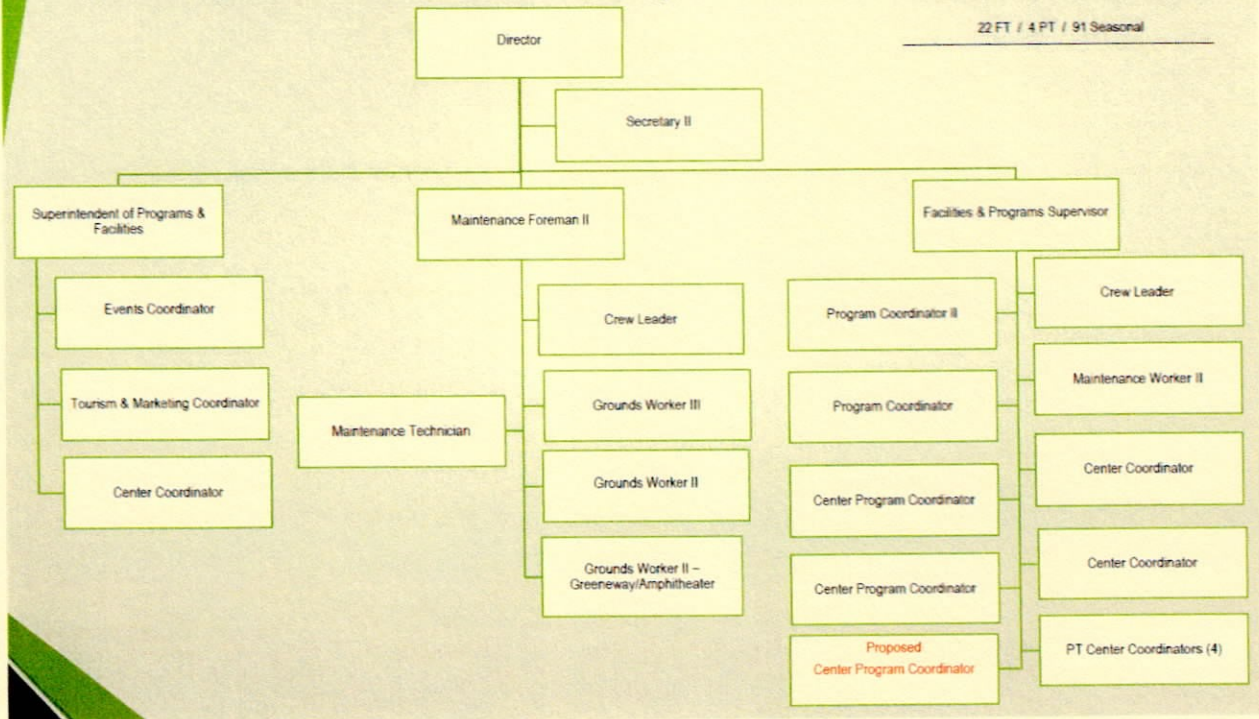 22 FT / 4 PT / 91 Seasonal
Director
Secretary II
Superintendent of Programs &
Facilities
Events Coordinator
Tourism & Marketing Coordinator
Center Coordinator
Maintenance Foreman II
Crew Leader
Grounds Worker III
Maintenance Technician
Grounds Worker II
Grounds Worker II –
Greeneway/Amphitheater
Facilities & Programs Supervisor
Program Coordinator II
Program Coordinator
Center Program Coordinator
Center Program Coordinator
Proposed
Center Program Coordinator
Crew Leader
Maintenance Worker II
Center Coordinator
Center Coordinator
PT Center Coordinators (4)